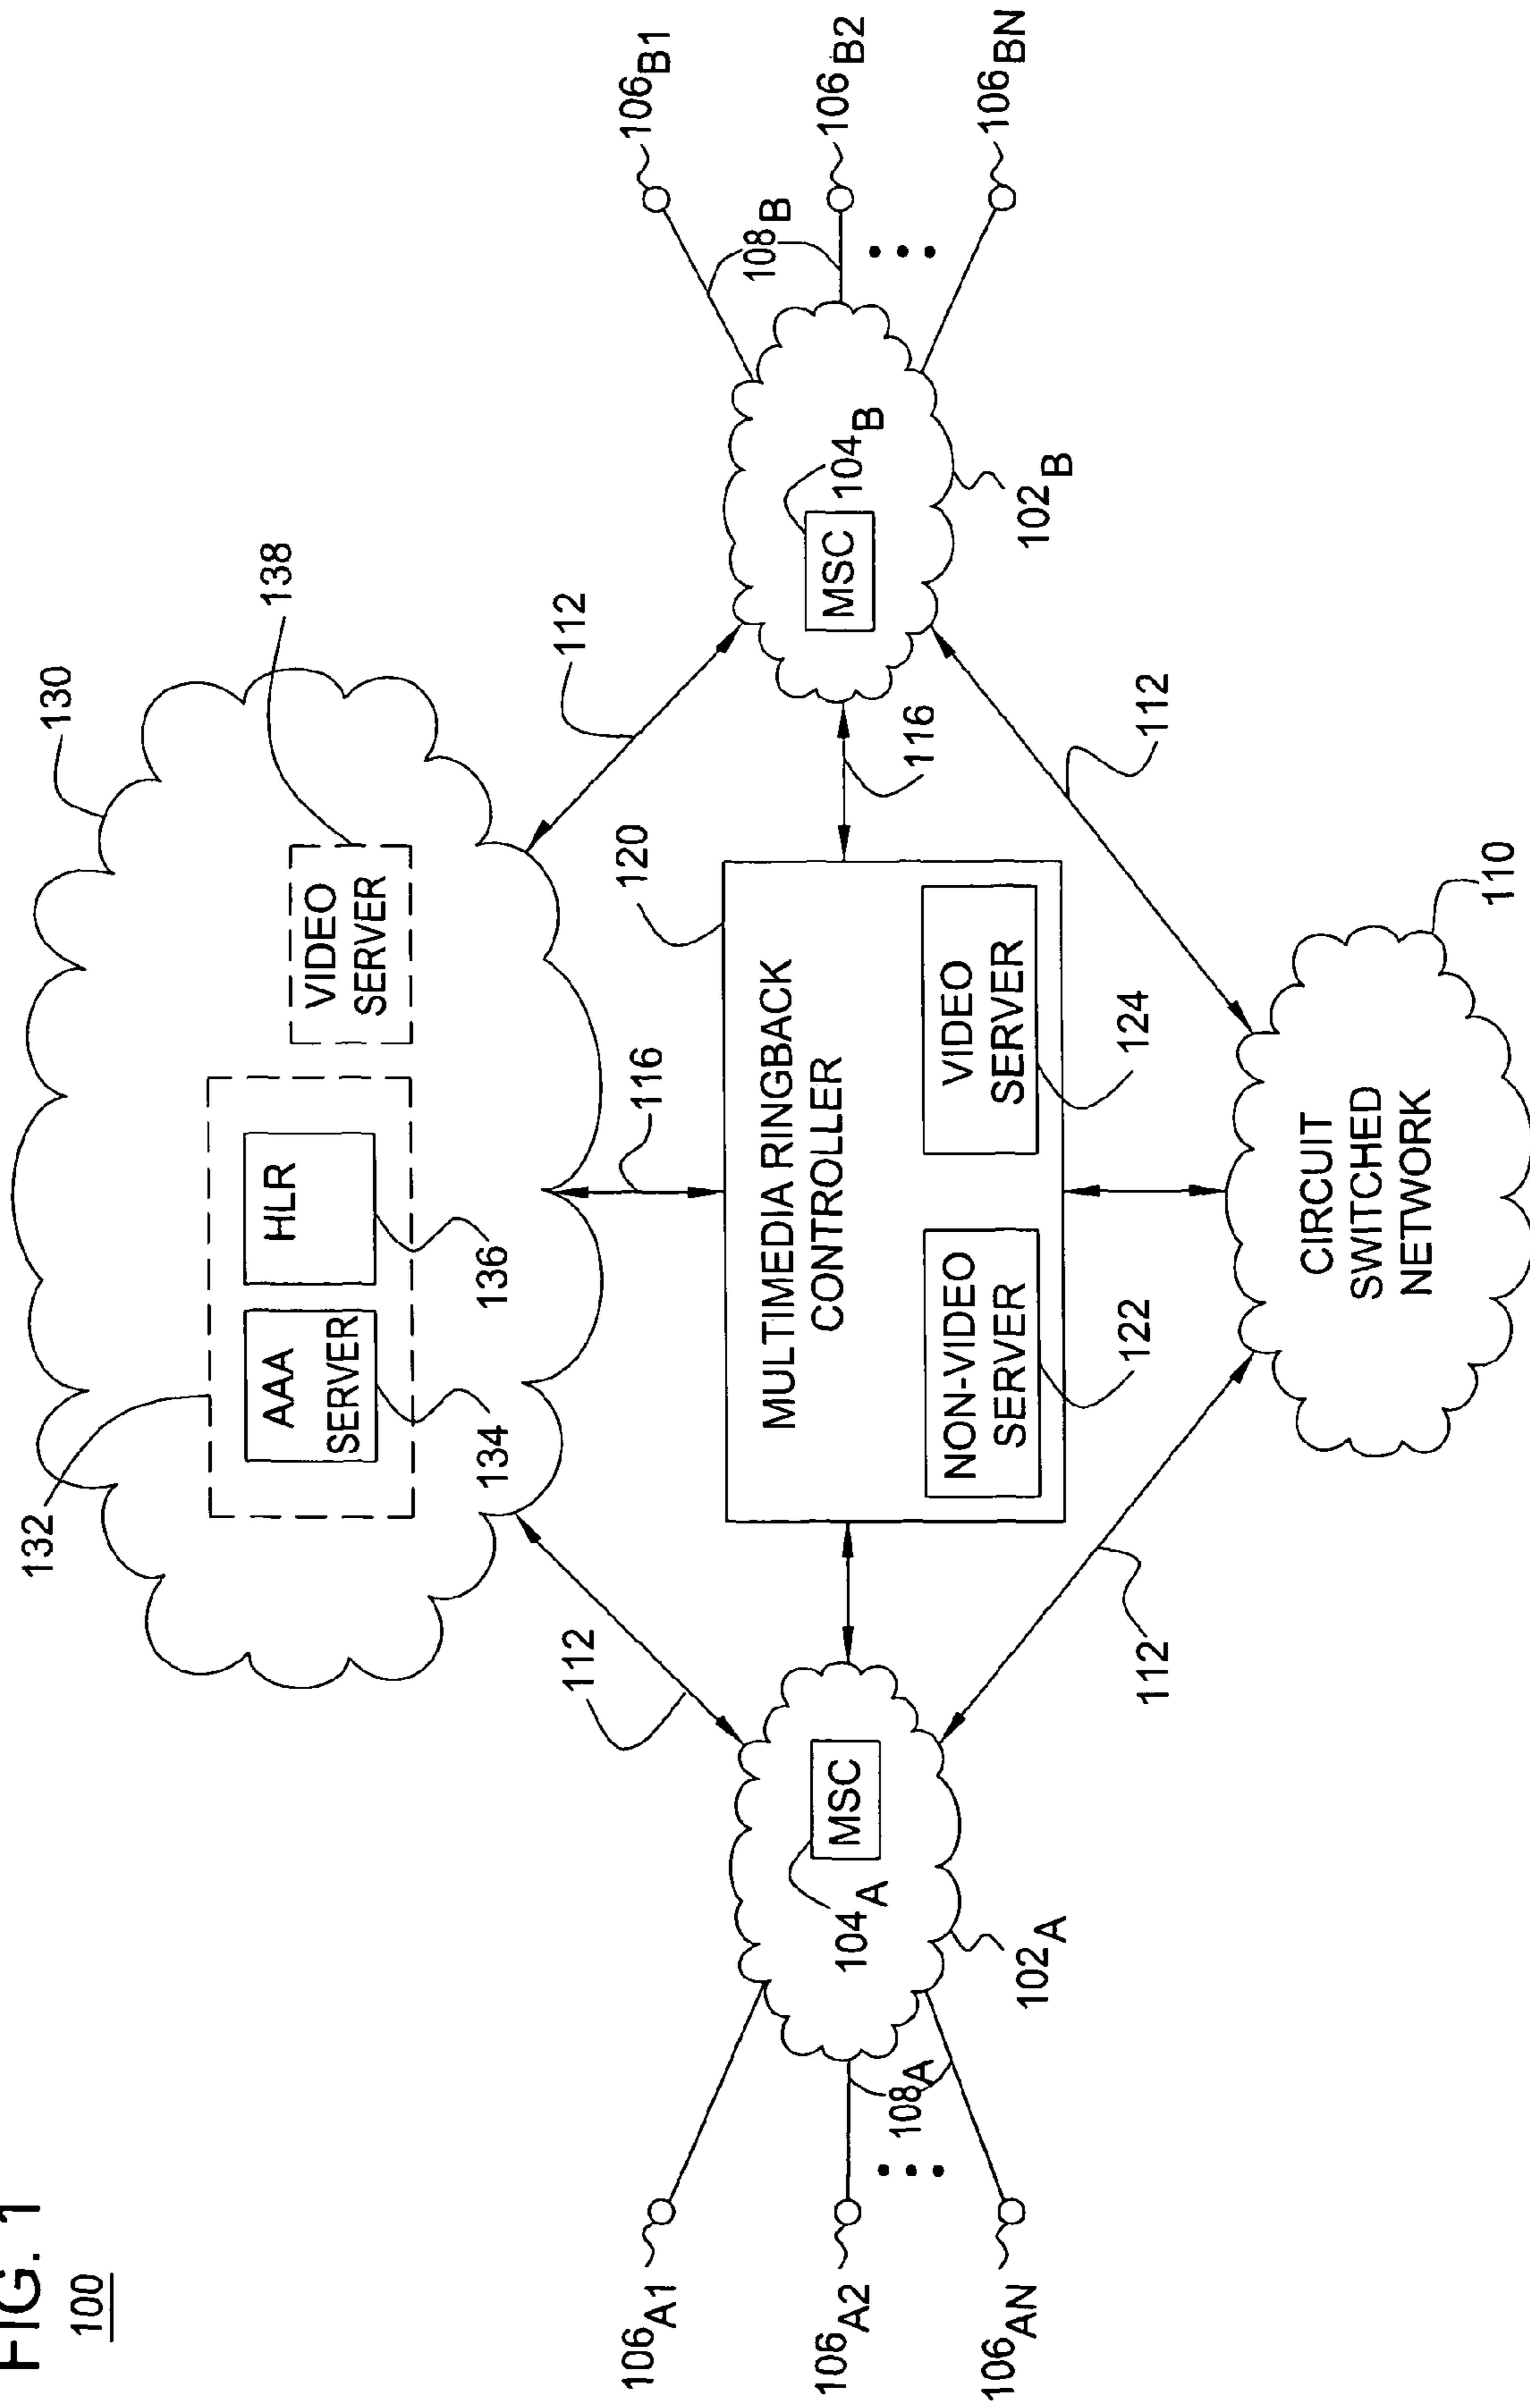 FIG. 1
100
130
132
AAA
SERVER
134
HLR
136
VIDEO
SERVER
138
112
116
112
120
MULTIMEDIA RINGBACK
CONTROLLER
NON-VIDEO
SERVER
122
VIDEO
SERVER
124
116
106A1
106A2
106AN
108A
MSC
104A
102A
MSC
104B
102B
108B
106B1
106B2
106BN
112
112
CIRCUIT
SWITCHED
NETWORK
110